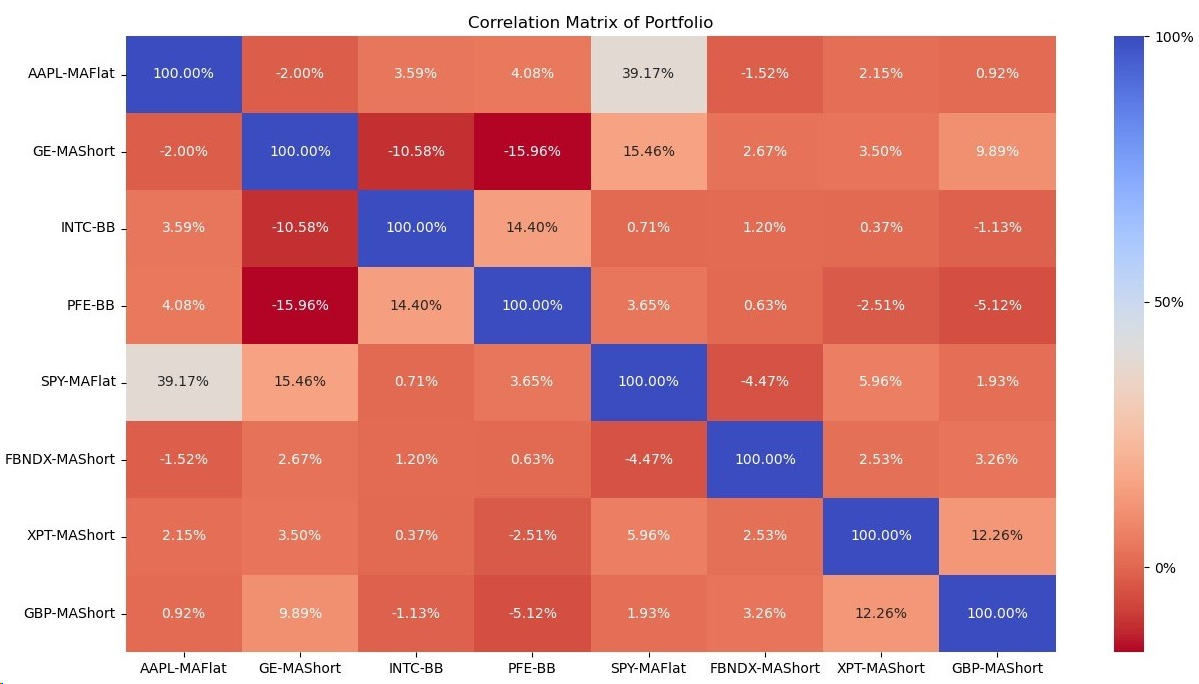 Correlation Matrix of Portfolio
AAPL-MAFlat 100.00% -2.00% 3.59% 4.08% 39.17% -1.52% 2.15% 0.92%
GE-MAShort -2.00% 100.00% -10.58% -15.96% 15.46% 2.67% 3.50% 9.89%
INTC-BB 3.59% -10.58% 100.00% 14.40% 0.71% 1.20% 0.37% -1.13%
PFE-BB 4.08% -15.96% 14.40% 100.00% 3.65% 0.63% -2.51% -5.12%
SPY-MAFlat 39.17% 15.46% 0.71% 3.65% 100.00% -4.47% 5.96% 1.93%
FBNDX-MAShort -1.52% 2.67% 1.20% 0.63% -4.47% 100.00% 2.53% 3.26%
XPT-MAShort 2.15% 3.50% 0.37% -2.51% 5.96% 2.53% 100.00% 12.26%
GBP-MAShort 0.92% 9.89% -1.13% -5.12% 1.93% 3.26% 12.26% 100.00%
AAPL-MAFlat GE-MAShort INTC-BB PFE-BB SPY-MAFlat FBNDX-MAShort XPT-MAShort GBP-MAShort
100%
50%
0%